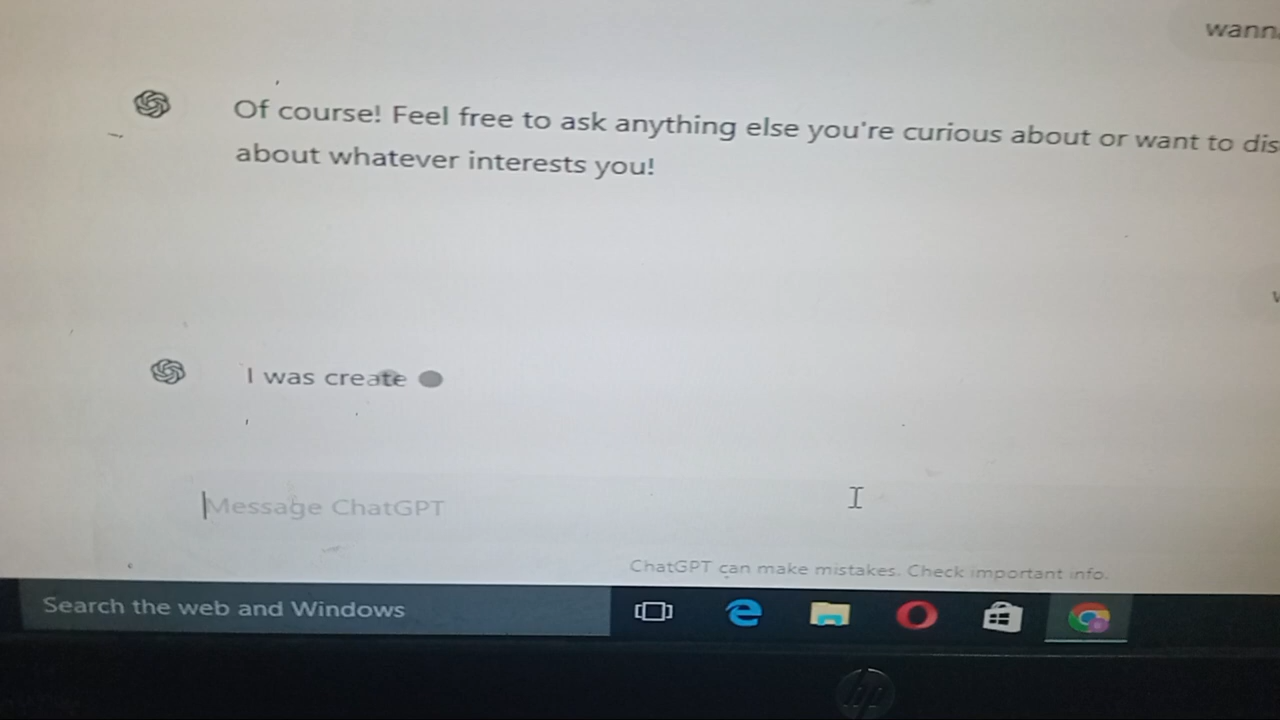 wann
Of course! Feel free to ask anything else you're curious about or want to dis
about whatever interests you!
I was create
Message ChatGPT
ChatGPT can make mistakes. Check important info.
Search the web and Windows
hp